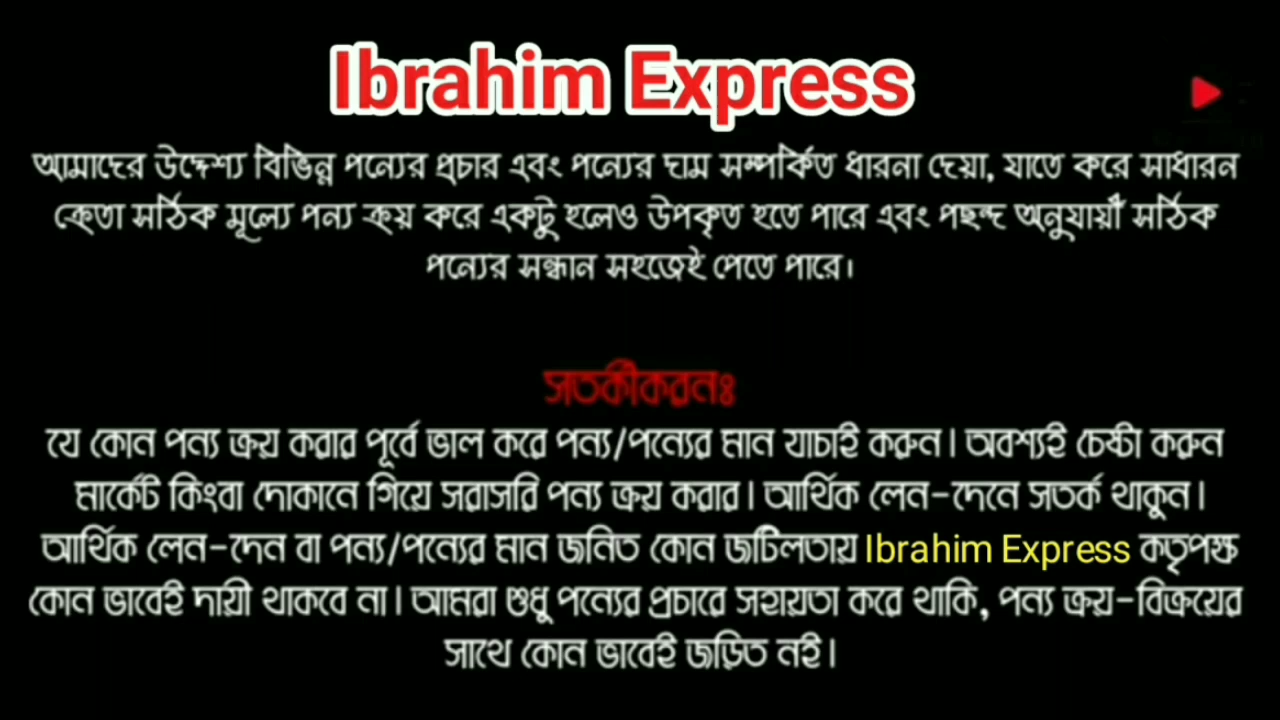 Ibrahim Express
আমাদের উদ্দেশ্য বিভিন্ন পন্যের প্রচার এবং পন্যের দাম সম্পর্কিত ধারনা দেয়া, যাতে করে সাধারন
ক্রেতা সঠিক মূল্যে পন্য ক্রয় করে একটু হলেও উপকৃত হতে পারে এবং পছন্দ অনুযায়ী সঠিক
পন্যের সন্ধান সহজেই পেতে পারে।
সতর্কীকরনঃ
যে কোন পন্য ক্রয় করার পূর্বে ভাল করে পন্য/পন্যের মান যাচাই করুন। অবশ্যই চেষ্টা করুন
মার্কেট কিংবা দোকানে গিয়ে সরাসরি পন্য ক্রয় করার। আর্থিক লেন-দেনে সতর্ক থাকুন।
আর্থিক লেন-দেন বা পন্য/পন্যের মান জনিত কোন জটিলতায় Ibrahim Express কতৃপক্ষ
কোন ভাবেই দায়ী থাকবে না। আমরা শুধু পন্যের প্রচারে সহায়তা করে থাকি, পন্য ক্রয়-বিক্রয়ের
সাথে কোন ভাবেই জড়িত নই।